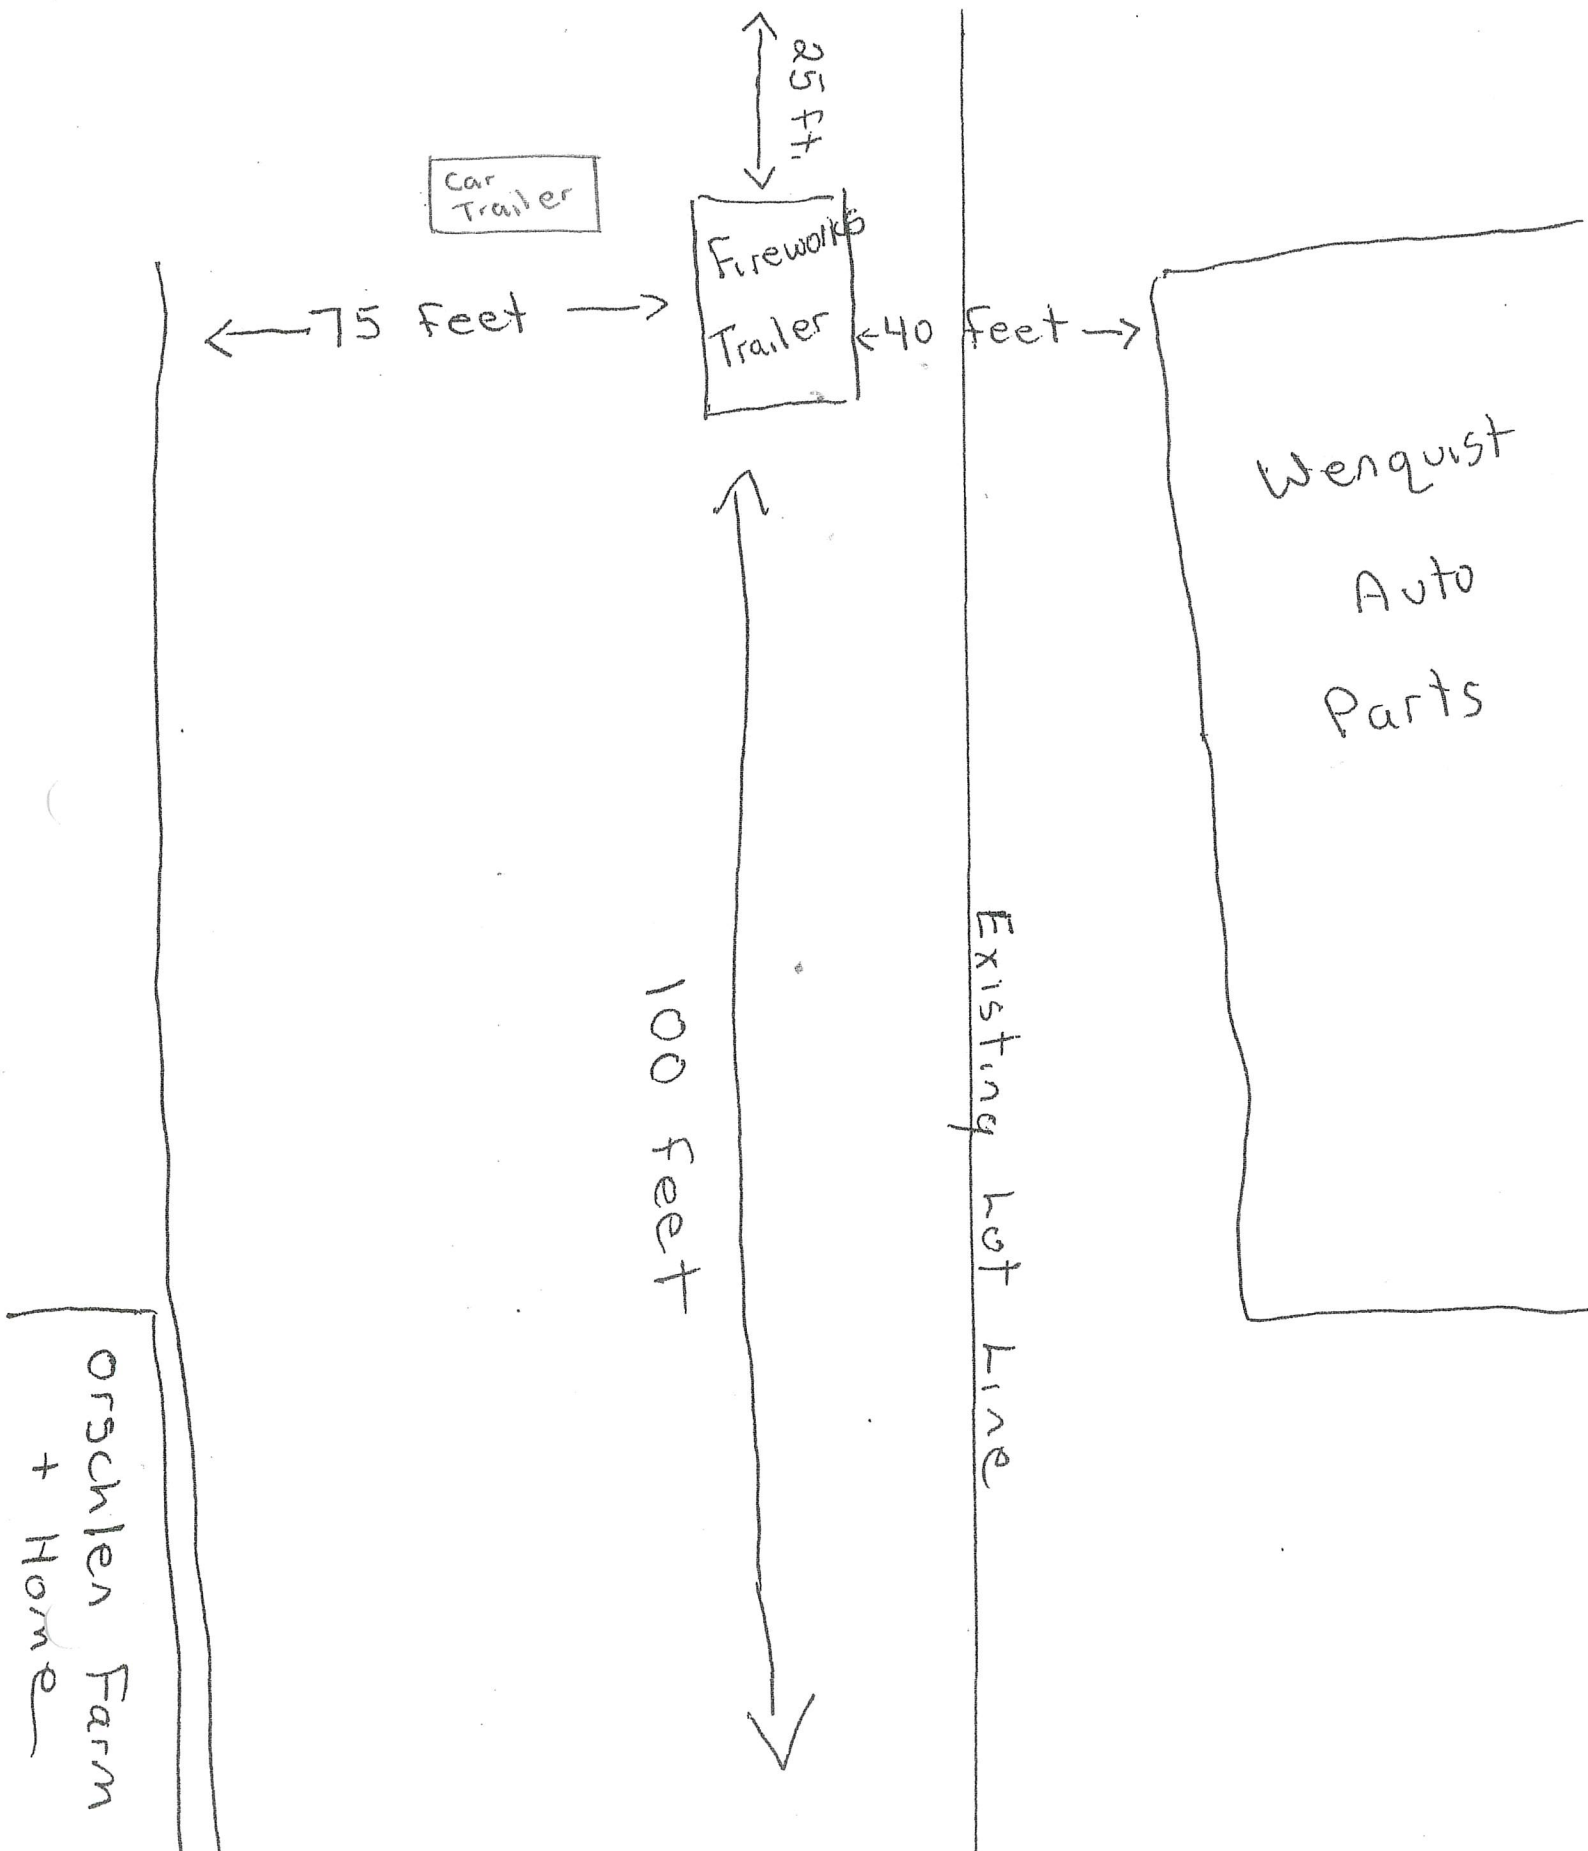 25 ft.
Car
Trailer
Fireworks
Trailer
75 feet
40 feet
Wenquist
Auto
Parts
100 feet
Existing Lot Line
Orschlen Farm
+ Home